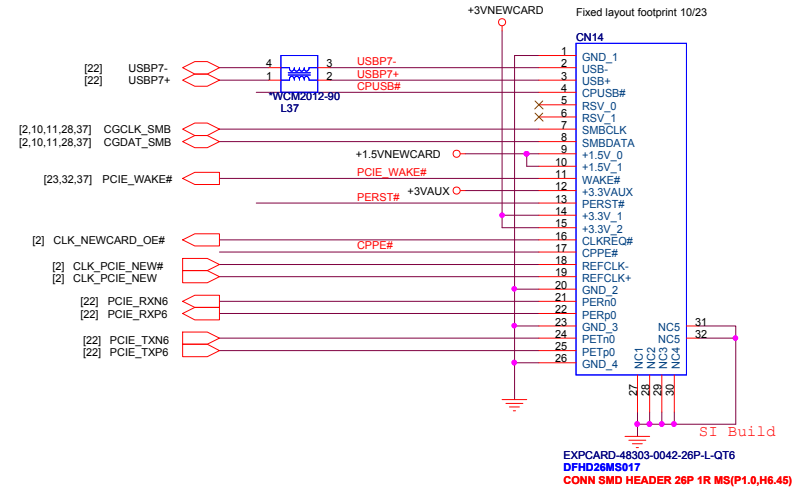 +3VNEWCARD
Fixed layout footprint 10/23
CN14
1 GND_1
[22] USBP7- 4 3 USBP7- 2 USB-
[22] USBP7+ 1 2 USBP7+ 3 USB+
CPUSB# 4 CPUSB#
*WCM2012-90
L37
5 RSV_0
6 RSV_1
[2,10,11,28,37] CGCLK_SMB 7 SMBCLK
[2,10,11,28,37] CGDAT_SMB 8 SMBDATA
+1.5VNEWCARD 9 +1.5V_0
10 +1.5V_1
[23,32,37] PCIE_WAKE# PCIE_WAKE# 11 WAKE#
+3VAUX 12 +3.3VAUX
PERST# 13 PERST#
14 +3.3V_1
15 +3.3V_2
[2] CLK_NEWCARD_OE# 16 CLKREQ#
CPPE# 17 CPPE#
[2] CLK_PCIE_NEW# 18 REFCLK-
[2] CLK_PCIE_NEW 19 REFCLK+
20 GND_2
[22] PCIE_RXN6 21 PERn0
[22] PCIE_RXP6 22 PERp0
23 GND_3 NC5 31
[22] PCIE_TXN6 24 PETn0 NC5 32
[22] PCIE_TXP6 25 PETp0
26 GND_4
NC1 NC2 NC3 NC4
27 28 29 30
SI Build
EXPCARD-48303-0042-26P-L-QT6
DFHD26MS017
CONN SMD HEADER 26P 1R MS(P1.0,H6.45)